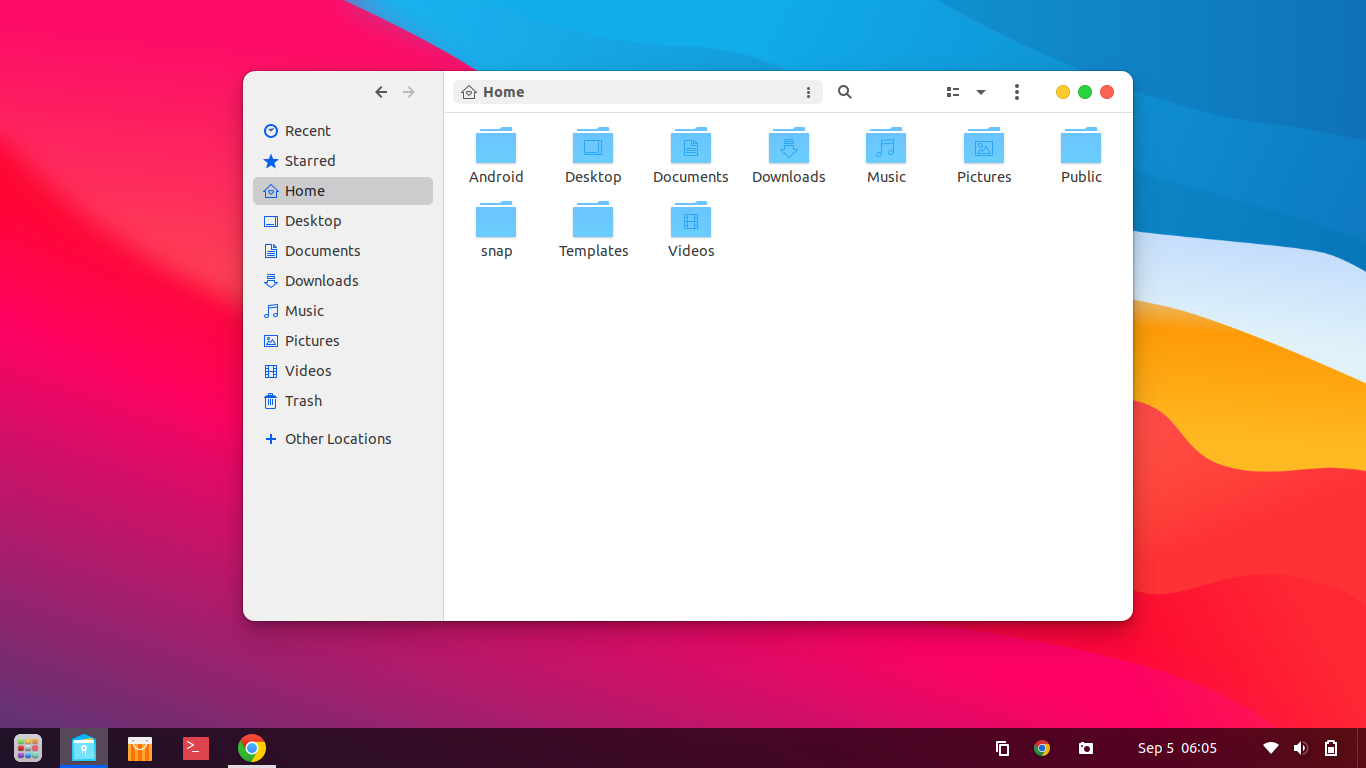 Home
Recent
Starred
Home
Desktop
Documents
Downloads
Music
Pictures
Videos
Trash
Other Locations
Android
Desktop
Documents
Downloads
Music
Pictures
Public
snap
Templates
Videos
>_
Sep 5 06:05